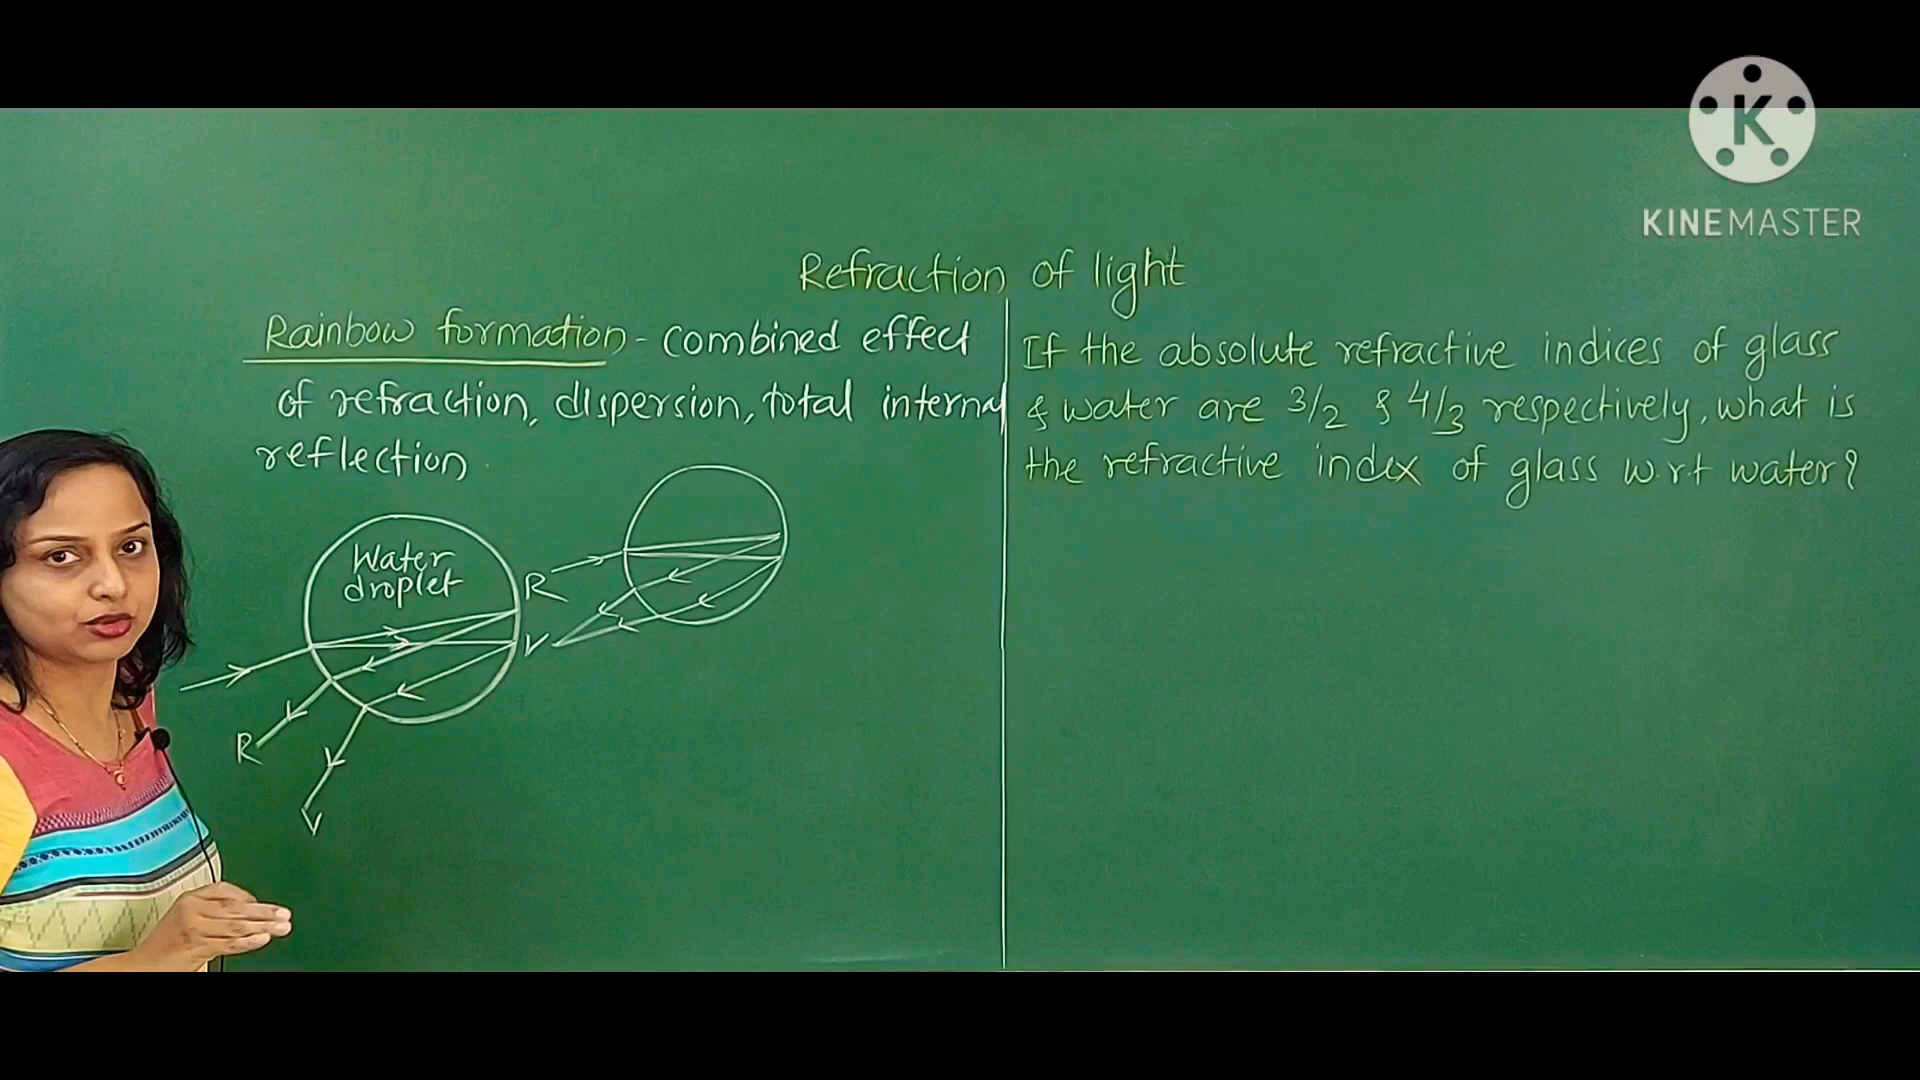 KINEMASTER
Refraction of light
Rainbow formation - combined effect
of refraction, dispersion, total internal
reflection.
Water
droplet
R
V
R
V
If the absolute refractive indices of glass
& water are 3/2 & 4/3 respectively, what is
the refractive index of glass w.r.t water?